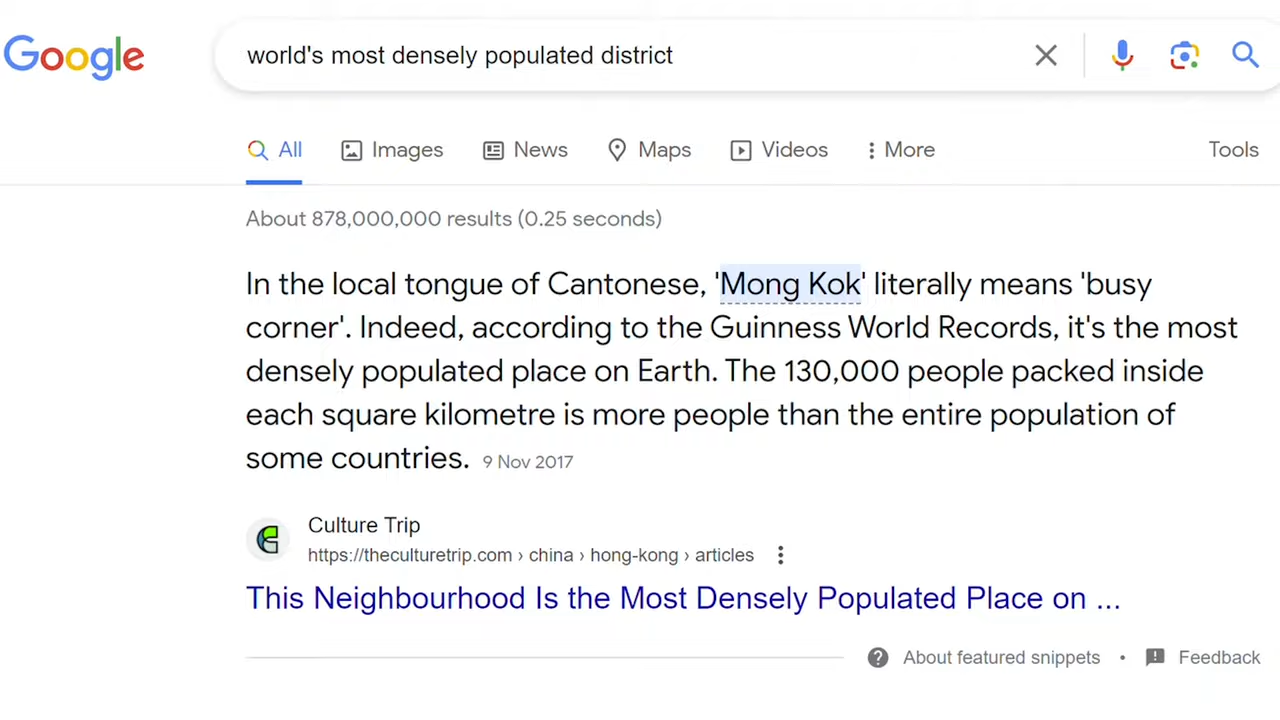 Google
world's most densely populated district
All Images News Maps Videos More Tools
About 878,000,000 results (0.25 seconds)
In the local tongue of Cantonese, 'Mong Kok' literally means 'busy
corner'. Indeed, according to the Guinness World Records, it's the most
densely populated place on Earth. The 130,000 people packed inside
each square kilometre is more people than the entire population of
some countries. 9 Nov 2017
Culture Trip
https://theculturetrip.com › china › hong-kong › articles
This Neighbourhood Is the Most Densely Populated Place on ...
About featured snippets • Feedback